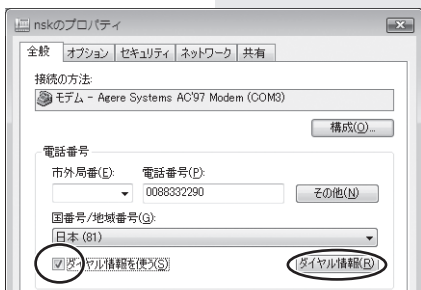 nskのプロパティ
全般 オプション セキュリティ ネットワーク 共有
接続の方法:
モデム - Agere Systems AC'97 Modem (COM3)
構成(O)...
電話番号
市外局番(E): 電話番号(P):
0088332290 その他(N)
国番号/地域番号(G):
日本 (81)
ダイヤル情報を使う(S) ダイヤル情報(R)